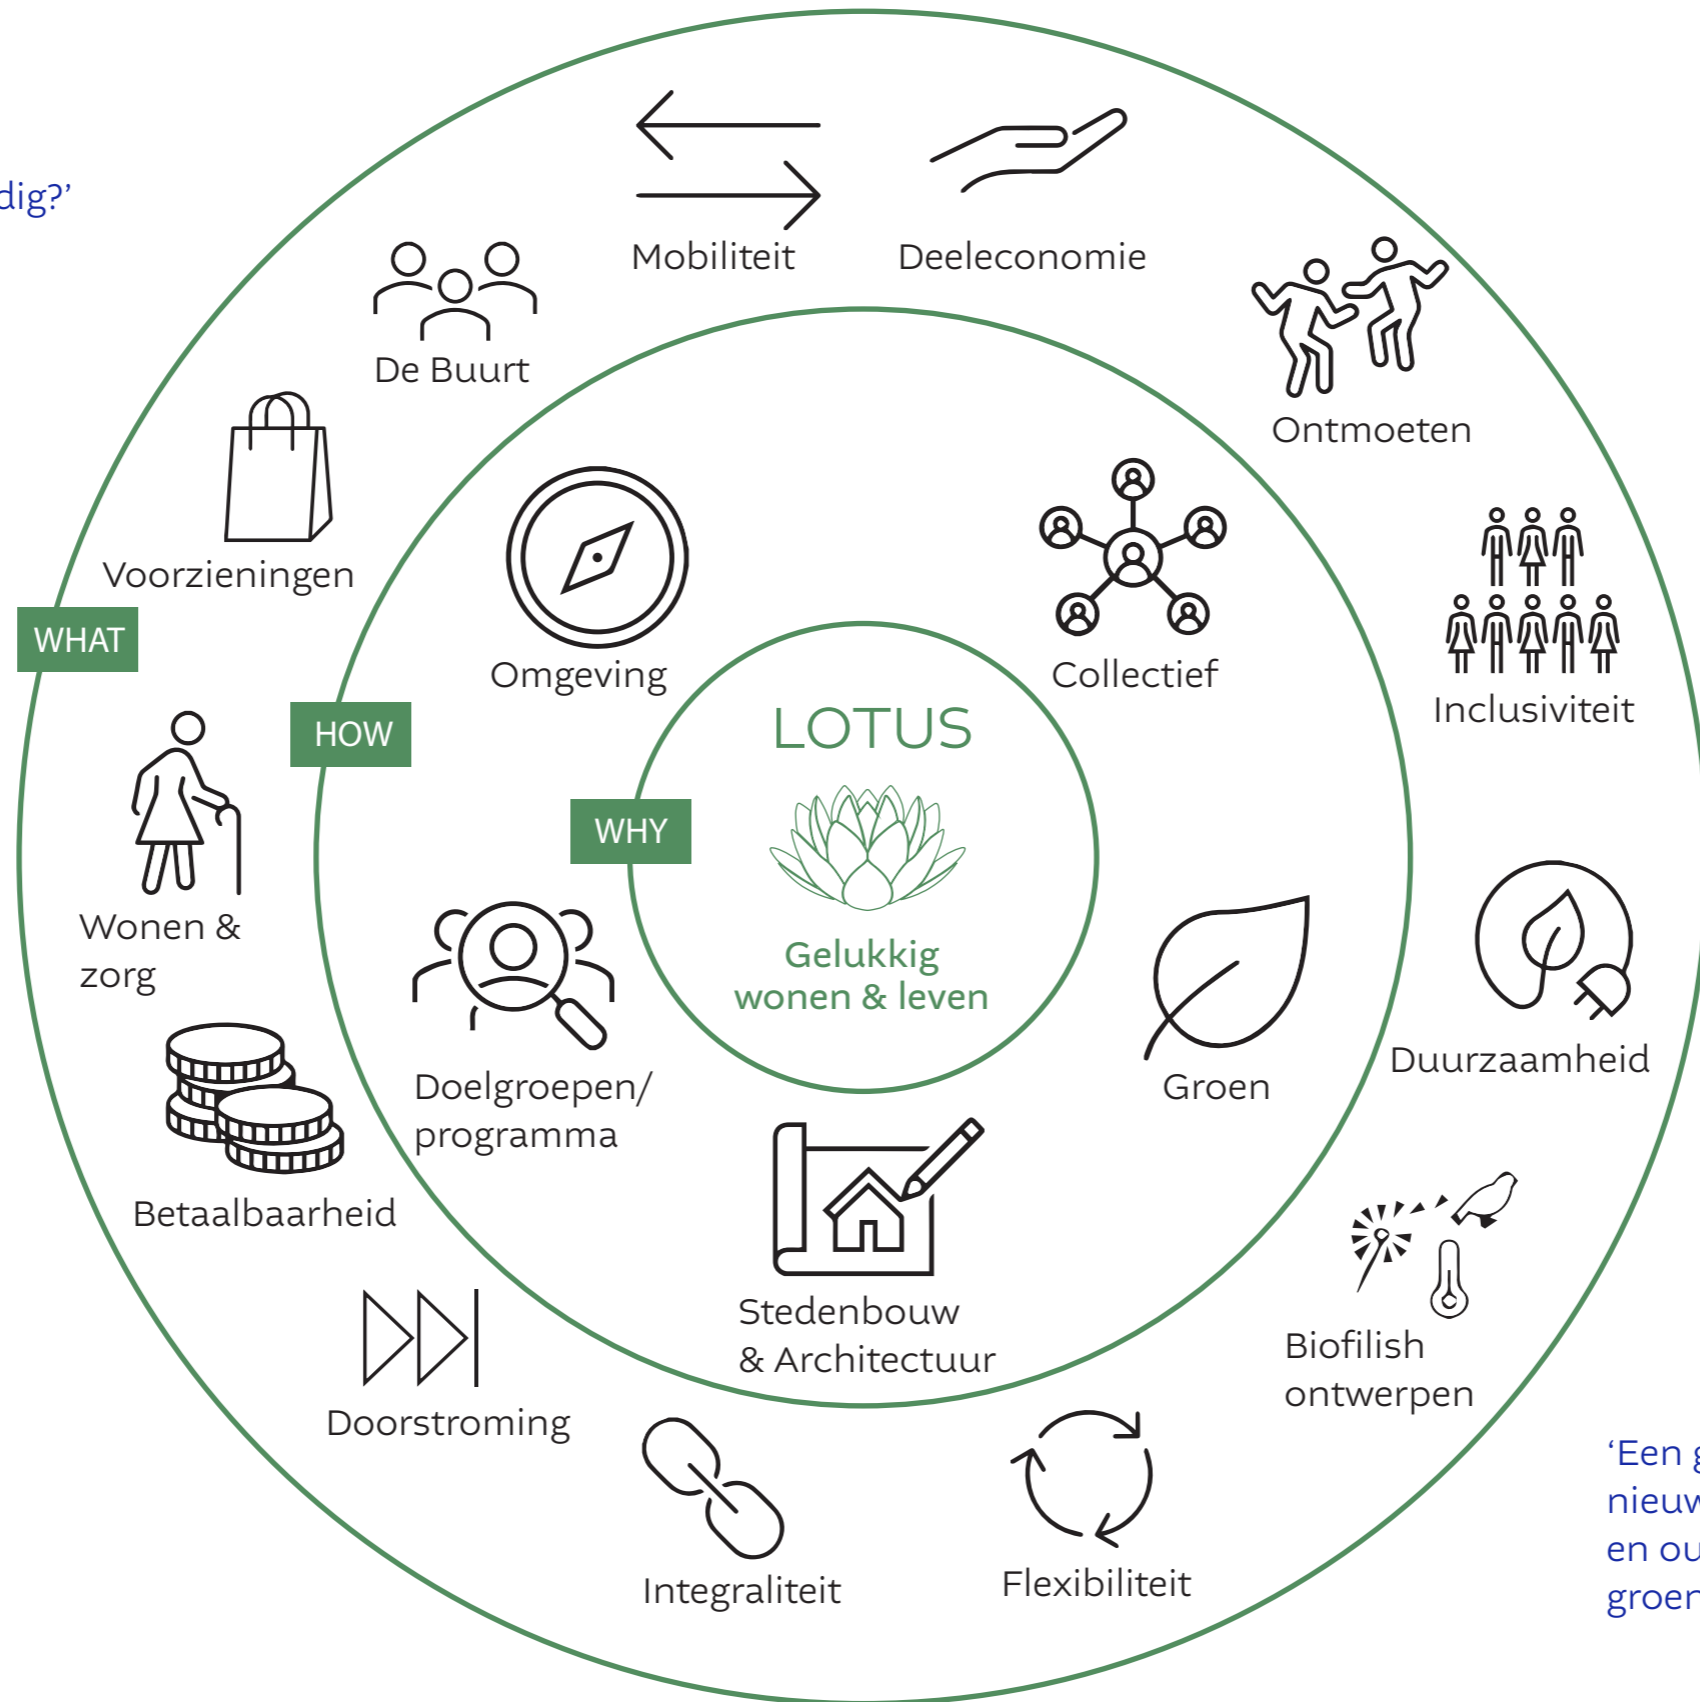 dig?’
Mobiliteit
Deeleconomie
De Buurt
Ontmoeten
Voorzieningen
WHAT
Omgeving
Collectief
Inclusiviteit
HOW
LOTUS
WHY
Wonen &
zorg
Gelukkig
wonen & leven
Doelgroepen/
programma
Groen
Duurzaamheid
Betaalbaarheid
Stedenbouw
& Architectuur
Biofilish
ontwerpen
Doorstroming
Integraliteit
Flexibiliteit
‘Een g
nieuw
en ou
groen